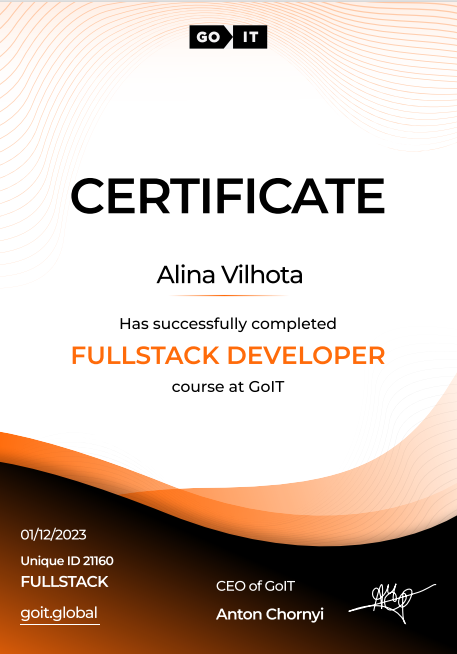 GO IT
CERTIFICATE
Alina Vilhota
Has successfully completed
FULLSTACK DEVELOPER
course at GoIT
01/12/2023
Unique ID 21160
FULLSTACK
goit.global
CEO of GoIT
Anton Chornyi